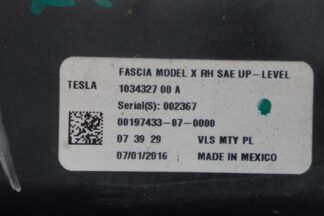 FASCIA MODEL X RH SAE UP-LEVEL
TESLA
1034327 00 A
Serial(S): 002367
00197433-07-0000
07 39 29 VLS MTY PL
07/01/2016 MADE IN MEXICO